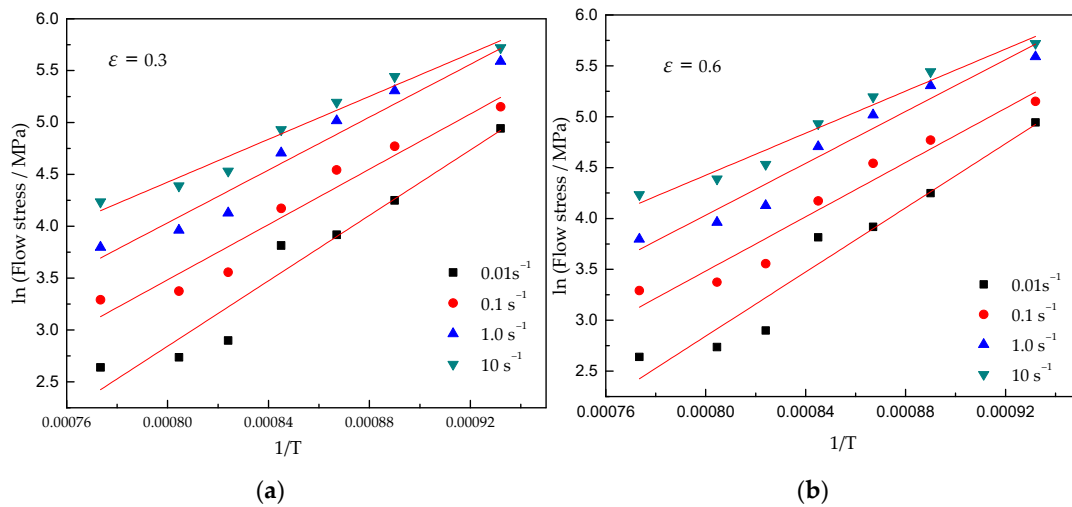 6.0
5.5
5.0
4.5
4.0
3.5
3.0
2.5
ln (Flow stress / MPa)
ε = 0.3
0.01s⁻¹
0.1 s⁻¹
1.0 s⁻¹
10 s⁻¹
0.00076 0.00080 0.00084 0.00088 0.00092
1/T
(a)
6.0
5.5
5.0
4.5
4.0
3.5
3.0
2.5
ln (Flow stress / MPa)
ε = 0.6
0.01s⁻¹
0.1 s⁻¹
1.0 s⁻¹
10 s⁻¹
0.00076 0.00080 0.00084 0.00088 0.00092
1/T
(b)